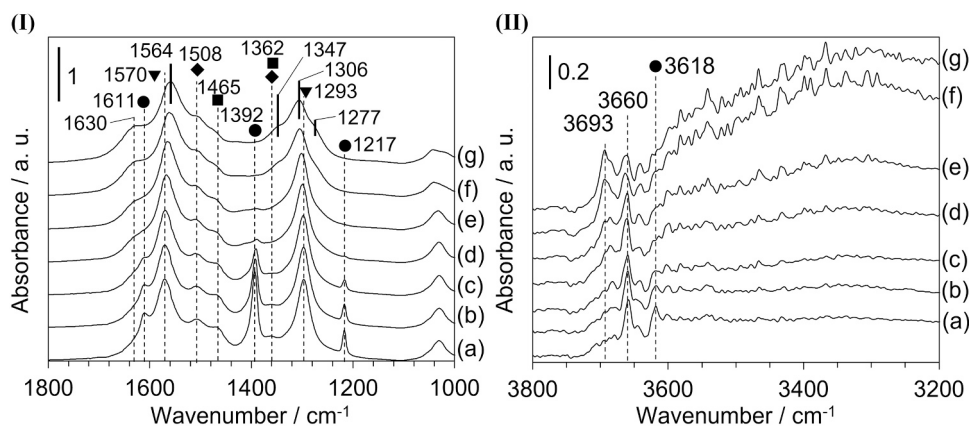 (I)
1
1564
1570▼
1611●
1630
1508
◆
1465
■
1392
●
1362
■
◆
1347
1306
▼
1293
1277
●1217
(g)
(f)
(e)
(d)
(c)
(b)
(a)
Absorbance / a. u.
1800 1600 1400 1200 1000
Wavenumber / cm⁻¹
(II)
0.2
●3618
3660
3693
(g)
(f)
(e)
(d)
(c)
(b)
(a)
Absorbance / a. u.
3800 3600 3400 3200
Wavenumber / cm⁻¹